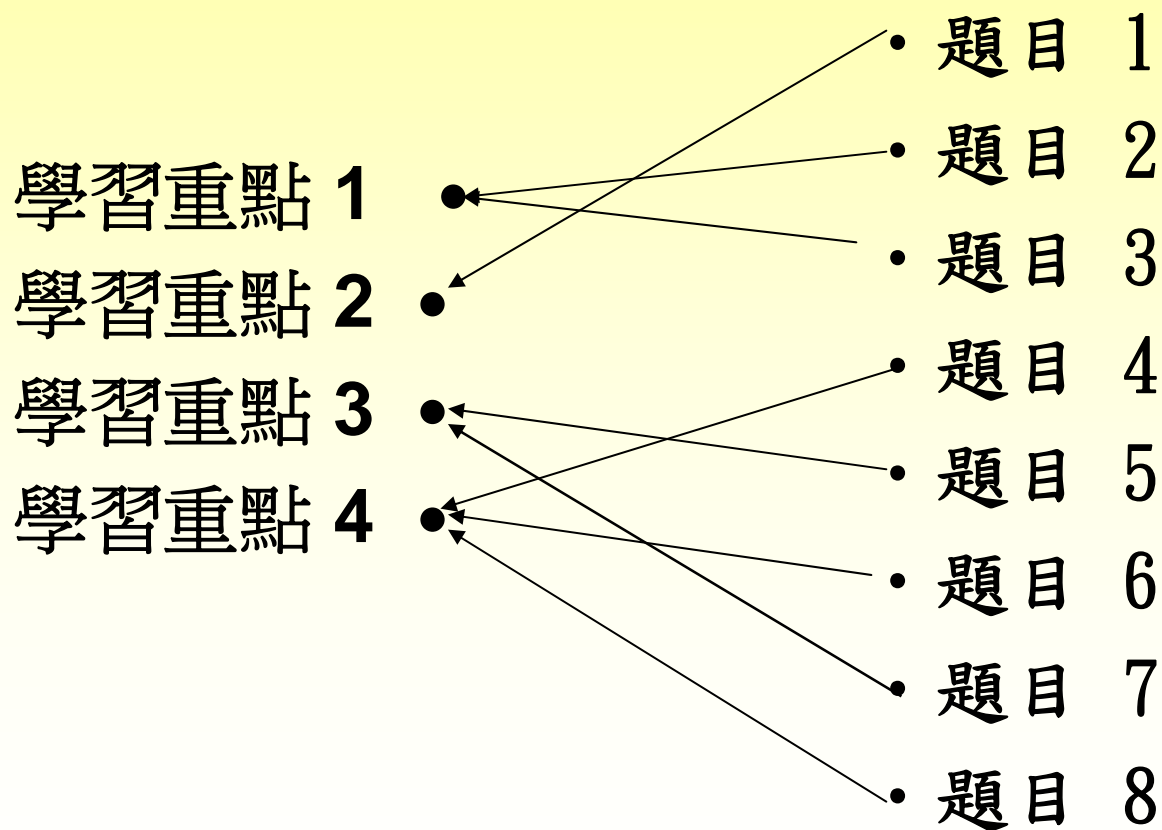 學習重點 1
學習重點 2
學習重點 3
學習重點 4
• 題目 1
• 題目 2
• 題目 3
• 題目 4
• 題目 5
• 題目 6
• 題目 7
• 題目 8